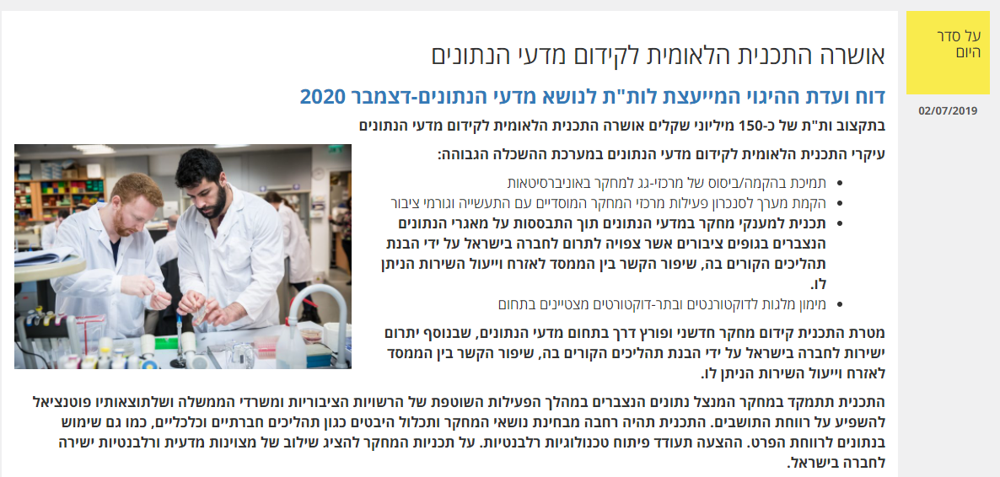 על סדר
היום
02/07/2019
אושרה התכנית הלאומית לקידום מדעי הנתונים
דוח ועדת ההיגוי המייעצת לות"ת לנושא מדעי הנתונים-דצמבר 2020
בתקצוב ות"ת של כ-150 מיליוני שקלים אושרה התכנית הלאומית לקידום מדעי הנתונים
עיקרי התכנית הלאומית לקידום מדעי הנתונים במערכת ההשכלה הגבוהה:
• תמיכת בהקמה/ביסוס של מרכזי-גג למחקר באוניברסיטאות
• הקמת מערך לסנכרון פעילות מרכזי המחקר המוסדיים עם התעשייה וגורמי ציבור
• תכנית למענקי מחקר במדעי הנתונים תוך התבססות על מאגרי הנתונים
הנצברים בגופים ציבורים אשר צפויה לתרום לחברה בישראל על ידי הבנת
תהליכים הקורים בה, שיפור הקשר בין הממסד לאזרח וייעול השירות הניתן
לו.
• מימון מלגות לדוקטורנטים ובתר-דוקטורטים מצטיינים בתחום
מטרת התכנית קידום מחקר חדשני ופורץ דרך בתחום מדעי הנתונים, שבנוסף יתרום
ישירות לחברה בישראל על ידי הבנת תהליכים הקורים בה, שיפור הקשר בין הממסד
לאזרח וייעול השירות הניתן לו.
התכנית תתמקד במחקר המנצל נתונים הנצברים במהלך הפעילות השוטפת של הרשויות הציבוריות ומשרדי הממשלה ושלתוצאותיו פוטנציאל
להשפיע על רווחת התושבים. התכנית תהיה רחבה מבחינת נושאי המחקר ותכלול היבטים כגון תהליכים חברתיים וכלכליים, כמו גם שימוש
בנתונים לרווחת הפרט. ההצעה תעודד פיתוח טכנולוגיות רלבנטיות. על תכניות המחקר להציג שילוב של מצוינות מדעית ורלבנטיות ישירה
לחברה בישראל.